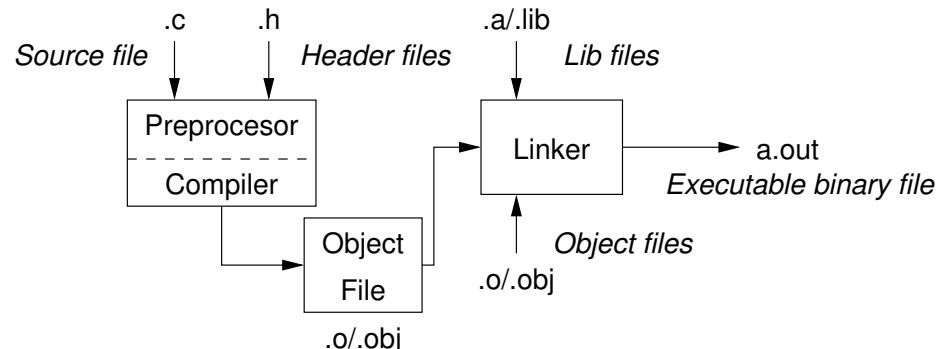 .c
.h
.a/.lib
Source file
Header files
Lib files
Preprocesor
Compiler
Linker
a.out
Executable binary file
Object
File
.o/.obj
Object files
.o/.obj